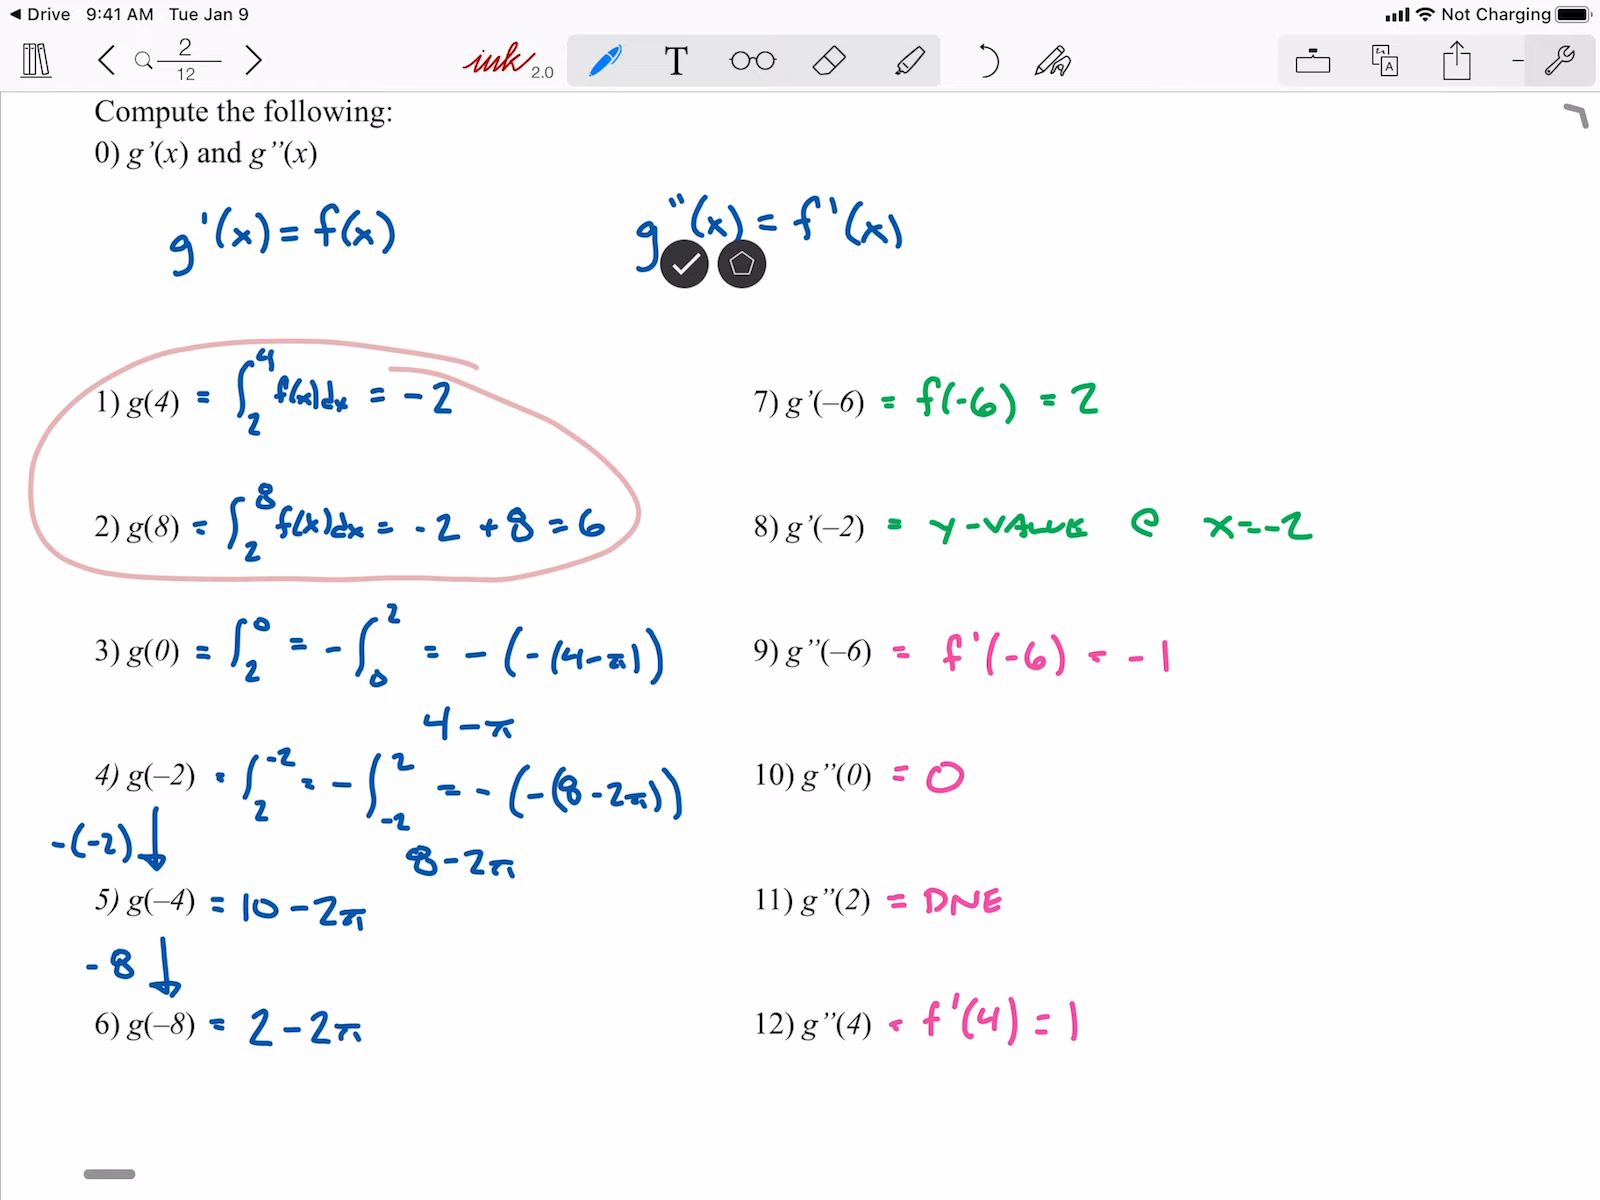 ◀ Drive 9:41 AM Tue Jan 9 Not Charging
2/12 ink 2.0 T A
Compute the following:
0) g’(x) and g’’(x)
g'(x) = f(x) g"(x) = f'(x)
1) g(4) = ∫₂⁴ f(x)dx = -2
2) g(8) = ∫₂⁸ f(x)dx = -2 + 8 = 6
3) g(0) = ∫₂⁰ = -∫₀² = -(-(4-π))
4-π
4) g(–2) = ∫₂⁻² = -∫₋₂² = -(-(8-2π))
-(-2) ↓ 8-2π
5) g(–4) = 10-2π
-8 ↓
6) g(–8) = 2-2π
7) g’(–6) = f(-6) = 2
8) g’(–2) = Y-VALUE @ X=-2
9) g’’(–6) = f'(-6) = -1
10) g’’(0) = 0
11) g’’(2) = DNE
12) g’’(4) = f'(4) = 1